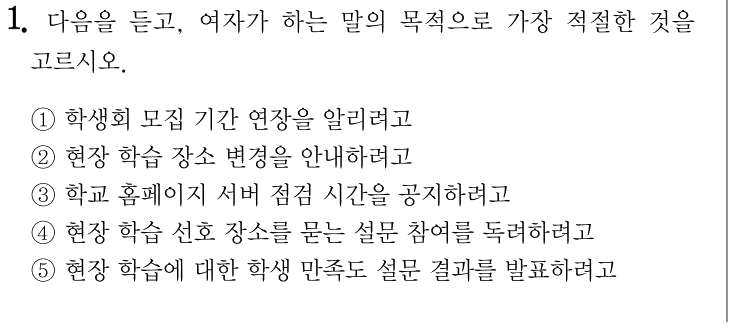 1. 다음을 듣고, 여자가 하는 말의 목적으로 가장 적절한 것을
고르시오.
① 학생회 모집 기간 연장을 알리려고
② 현장 학습 장소 변경을 안내하려고
③ 학교 홈페이지 서버 점검 시간을 공지하려고
④ 현장 학습 선호 장소를 묻는 설문 참여를 독려하려고
⑤ 현장 학습에 대한 학생 만족도 설문 결과를 발표하려고